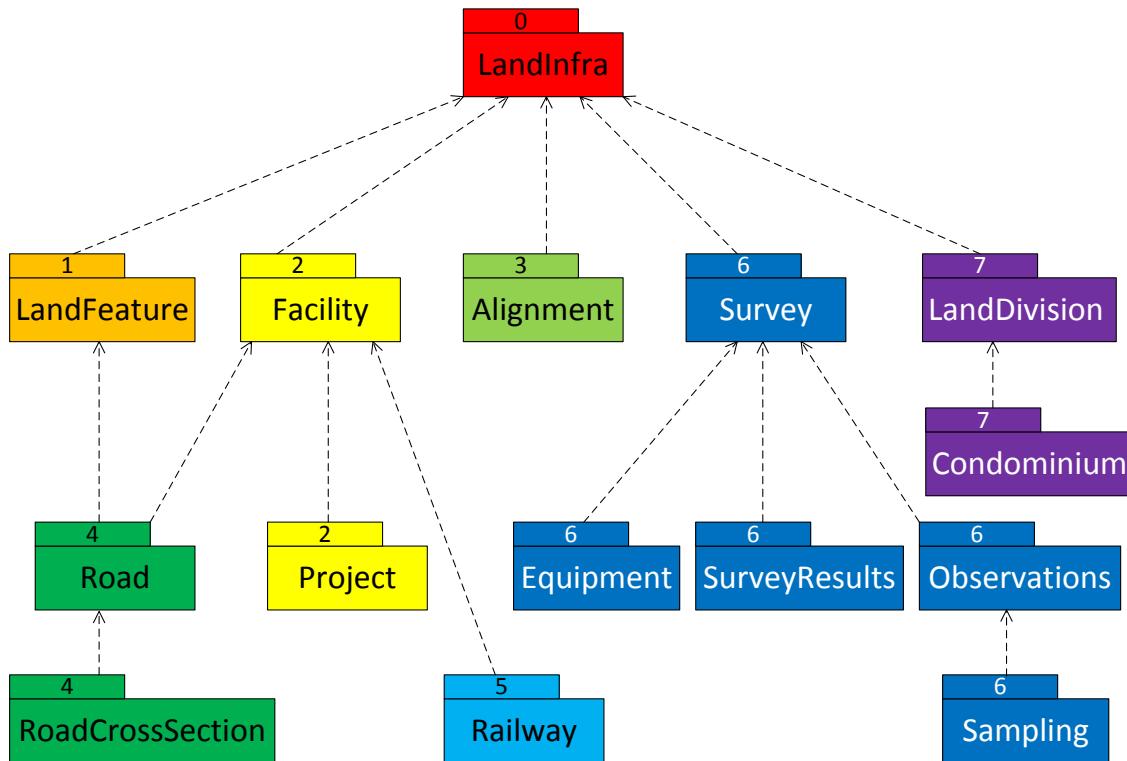 0
LandInfra
1
LandFeature
2
Facility
3
Alignment
6
Survey
7
LandDivision
7
Condominium
4
Road
2
Project
6
Equipment
6
SurveyResults
6
Observations
4
RoadCrossSection
5
Railway
6
Sampling